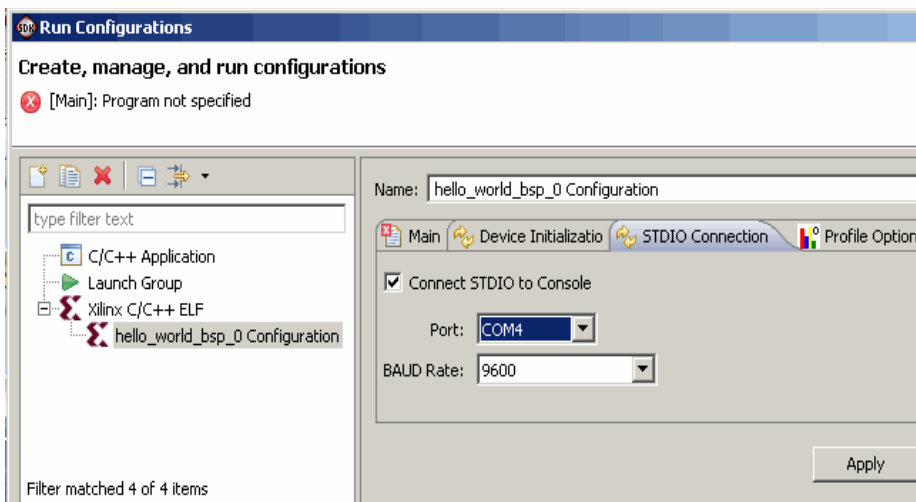 SDK Run Configurations
Create, manage, and run configurations
[Main]: Program not specified
type filter text
C/C++ Application
Launch Group
Xilinx C/C++ ELF
hello_world_bsp_0 Configuration
Filter matched 4 of 4 items
Name: hello_world_bsp_0 Configuration
Main Device Initializatio STDIO Connection Profile Option
Connect STDIO to Console
Port: COM4
BAUD Rate: 9600
Apply